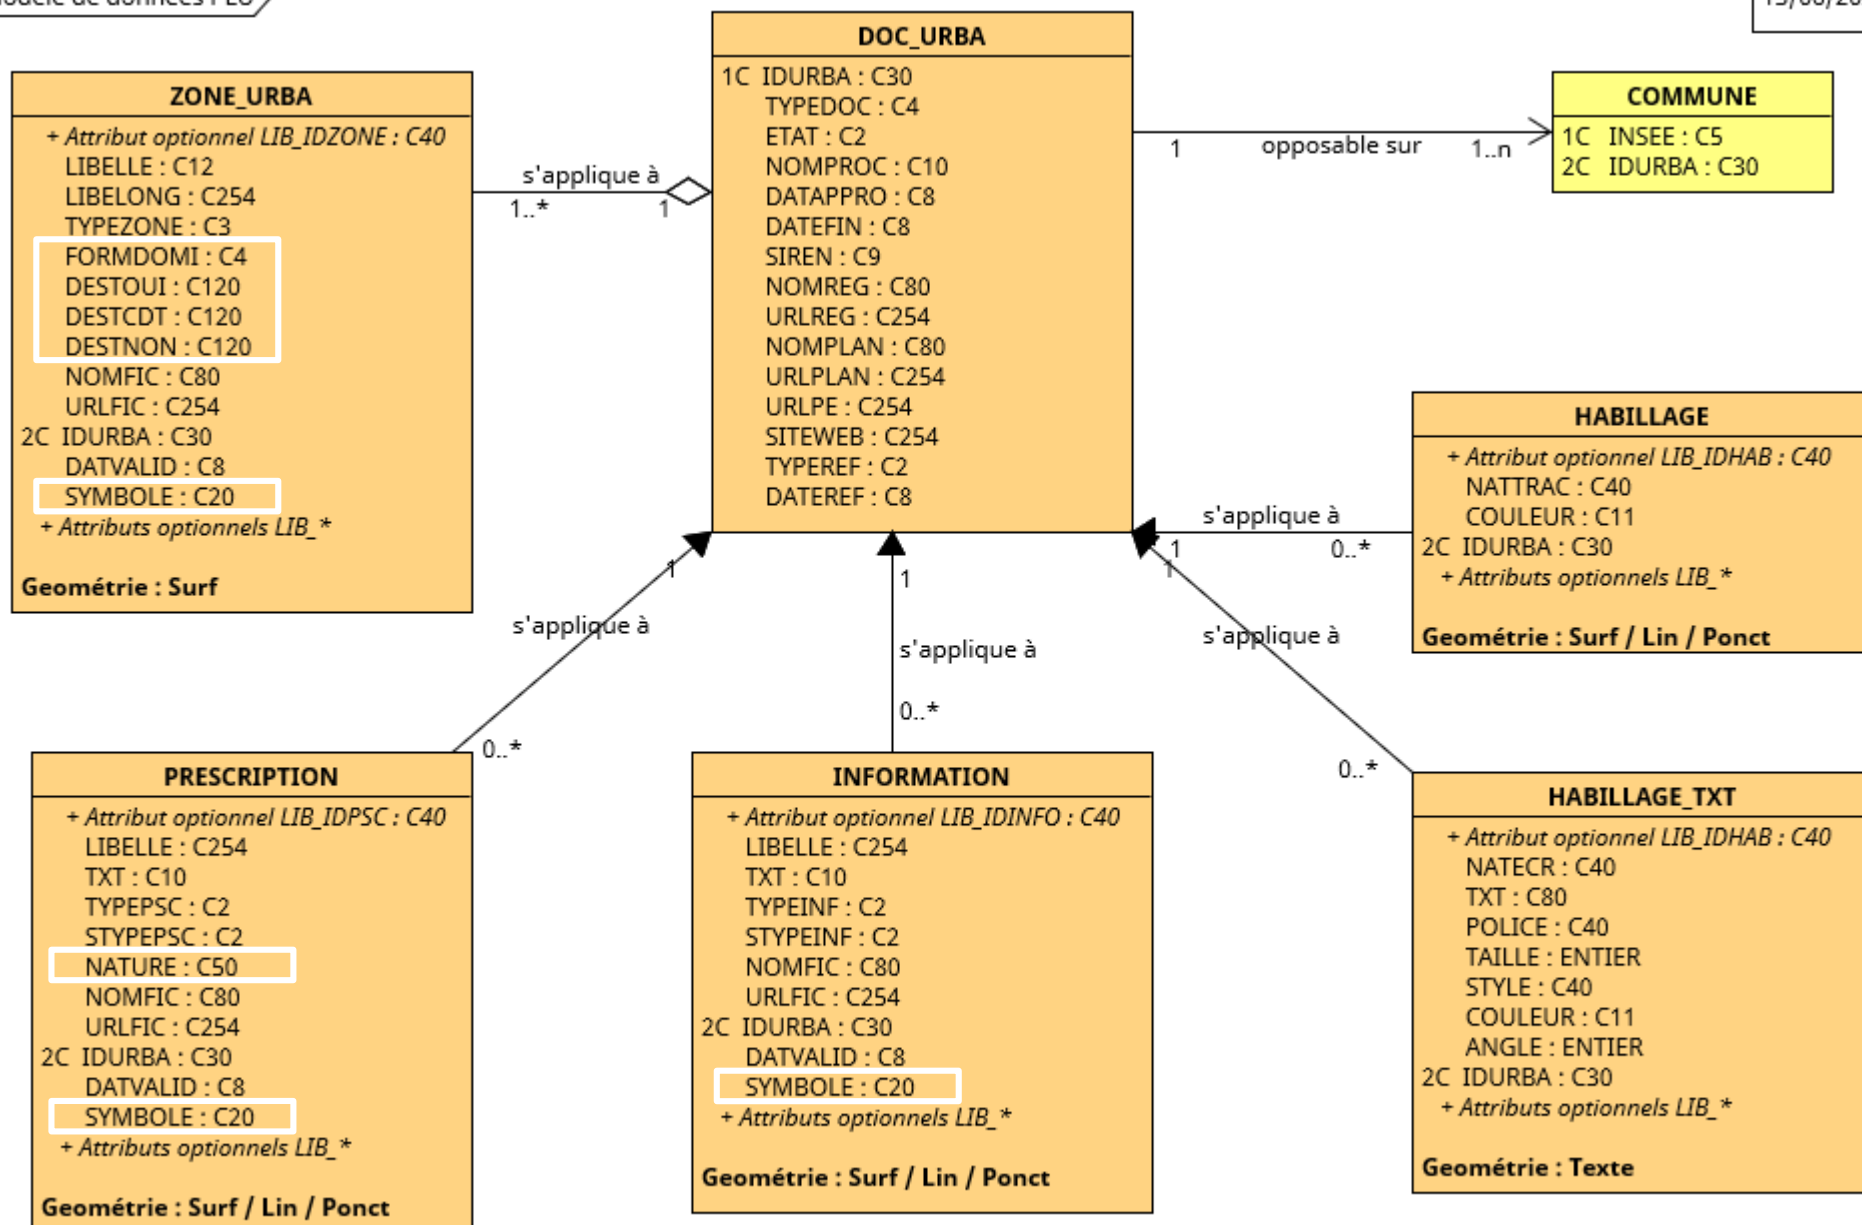 DOC_URBA
1C IDURBA : C30
TYPEDOC : C4
ETAT : C2
NOMPROC : C10
DATAPPRO : C8
DATEFIN : C8
SIREN : C9
NOMREG : C80
URLREG : C254
NOMPLAN : C80
URLPLAN : C254
URLPE : C254
SITEWEB : C254
TYPEREF : C2
DATEREF : C8
ZONE_URBA
+ Attribut optionnel LIB_IDZONE : C40
LIBELLE : C12
LIBELONG : C254
TYPEZONE : C3
FORMDOMI : C4
DESTOUI : C120
DESTCDT : C120
DESTNON : C120
NOMFIC : C80
URLFIC : C254
2C IDURBA : C30
DATVALID : C8
SYMBOLE : C20
+ Attributs optionnels LIB_*
Geométrie : Surf
s'applique à
1..* 1
COMMUNE
1C INSEE : C5
2C IDURBA : C30
1 opposable sur 1..n
HABILLAGE
+ Attribut optionnel LIB_IDHAB : C40
NATTRAC : C40
COULEUR : C11
2C IDURBA : C30
+ Attributs optionnels LIB_*
Geométrie : Surf / Lin / Ponct
s'applique à
1 0..*
1
s'applique à
0..*
1
s'applique à
0..*
1
s'applique à
0..*
PRESCRIPTION
+ Attribut optionnel LIB_IDPSC : C40
LIBELLE : C254
TXT : C10
TYPEPSC : C2
STYPEPSC : C2
NATURE : C50
NOMFIC : C80
URLFIC : C254
2C IDURBA : C30
DATVALID : C8
SYMBOLE : C20
+ Attributs optionnels LIB_*
Geométrie : Surf / Lin / Ponct
INFORMATION
+ Attribut optionnel LIB_IDINFO : C40
LIBELLE : C254
TXT : C10
TYPEINF : C2
STYPEINF : C2
NOMFIC : C80
URLFIC : C254
2C IDURBA : C30
DATVALID : C8
SYMBOLE : C20
+ Attributs optionnels LIB_*
Geométrie : Surf / Lin / Ponct
HABILLAGE_TXT
+ Attribut optionnel LIB_IDHAB : C40
NATECR : C40
TXT : C80
POLICE : C40
TAILLE : ENTIER
STYLE : C40
COULEUR : C11
ANGLE : ENTIER
2C IDURBA : C30
+ Attributs optionnels LIB_*
Geométrie : Texte